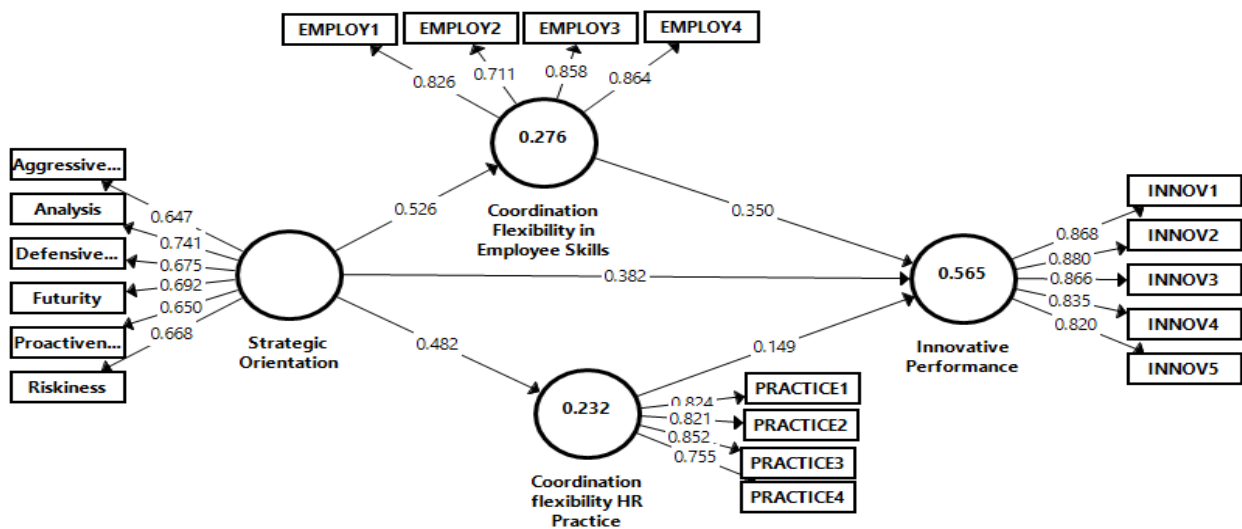 EMPLOY1
EMPLOY2
EMPLOY3
EMPLOY4
0.826
0.711
0.858
0.864
0.276
Coordination
Flexibility in
Employee Skills
Aggressive...
Analysis
Defensive...
Futurity
Proactiven...
Riskiness
0.647
0.741
0.675
0.692
0.650
0.668
Strategic
Orientation
0.526
0.382
0.482
0.350
0.149
0.565
Innovative
Performance
0.868
0.880
0.866
0.835
0.820
INNOV1
INNOV2
INNOV3
INNOV4
INNOV5
0.232
Coordination
flexibility HR
Practice
0.824
0.821
0.852
0.755
PRACTICE1
PRACTICE2
PRACTICE3
PRACTICE4